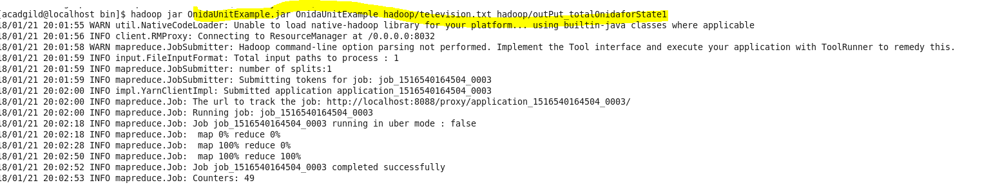 [acadgild@localhost bin]$ hadoop jar OnidaUnitExample.jar OnidaUnitExample hadoop/television.txt hadoop/outPut_totalOnidaforState1
18/01/21 20:01:55 WARN util.NativeCodeLoader: Unable to load native-hadoop library for your platform... using builtin-java classes where applicable
18/01/21 20:01:56 INFO client.RMProxy: Connecting to ResourceManager at /0.0.0.0:8032
18/01/21 20:01:58 WARN mapreduce.JobSubmitter: Hadoop command-line option parsing not performed. Implement the Tool interface and execute your application with ToolRunner to remedy this.
18/01/21 20:01:59 INFO input.FileInputFormat: Total input paths to process : 1
18/01/21 20:01:59 INFO mapreduce.JobSubmitter: number of splits:1
18/01/21 20:01:59 INFO mapreduce.JobSubmitter: Submitting tokens for job: job_1516540164504_0003
18/01/21 20:02:00 INFO impl.YarnClientImpl: Submitted application application_1516540164504_0003
18/01/21 20:02:00 INFO mapreduce.Job: The url to track the job: http://localhost:8088/proxy/application_1516540164504_0003/
18/01/21 20:02:00 INFO mapreduce.Job: Running job: job_1516540164504_0003
18/01/21 20:02:18 INFO mapreduce.Job: Job job_1516540164504_0003 running in uber mode : false
18/01/21 20:02:18 INFO mapreduce.Job:  map 0% reduce 0%
18/01/21 20:02:28 INFO mapreduce.Job:  map 100% reduce 0%
18/01/21 20:02:50 INFO mapreduce.Job:  map 100% reduce 100%
18/01/21 20:02:52 INFO mapreduce.Job: Job job_1516540164504_0003 completed successfully
18/01/21 20:02:53 INFO mapreduce.Job: Counters: 49